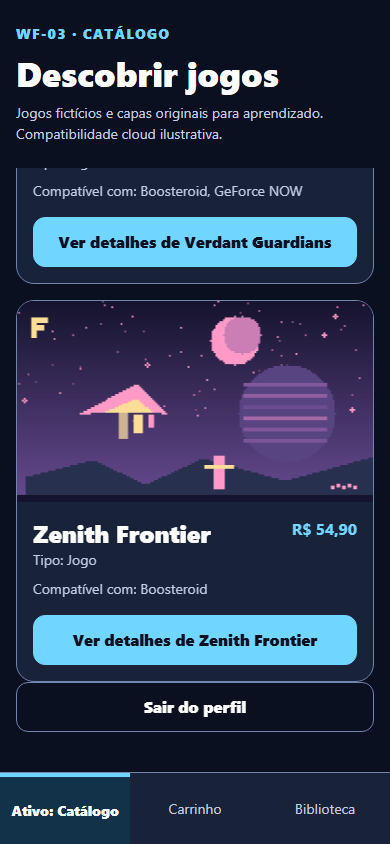 WF-03 · CATÁLOGO
Descobrir jogos
Jogos fictícios e capas originais para aprendizado.
Compatibilidade cloud ilustrativa.
Compatível com: Boosteroid, GeForce NOW
Ver detalhes de Verdant Guardians
F
Zenith Frontier
R$ 54,90
Tipo: Jogo
Compatível com: Boosteroid
Ver detalhes de Zenith Frontier
Sair do perfil
Ativo: Catálogo
Carrinho
Biblioteca